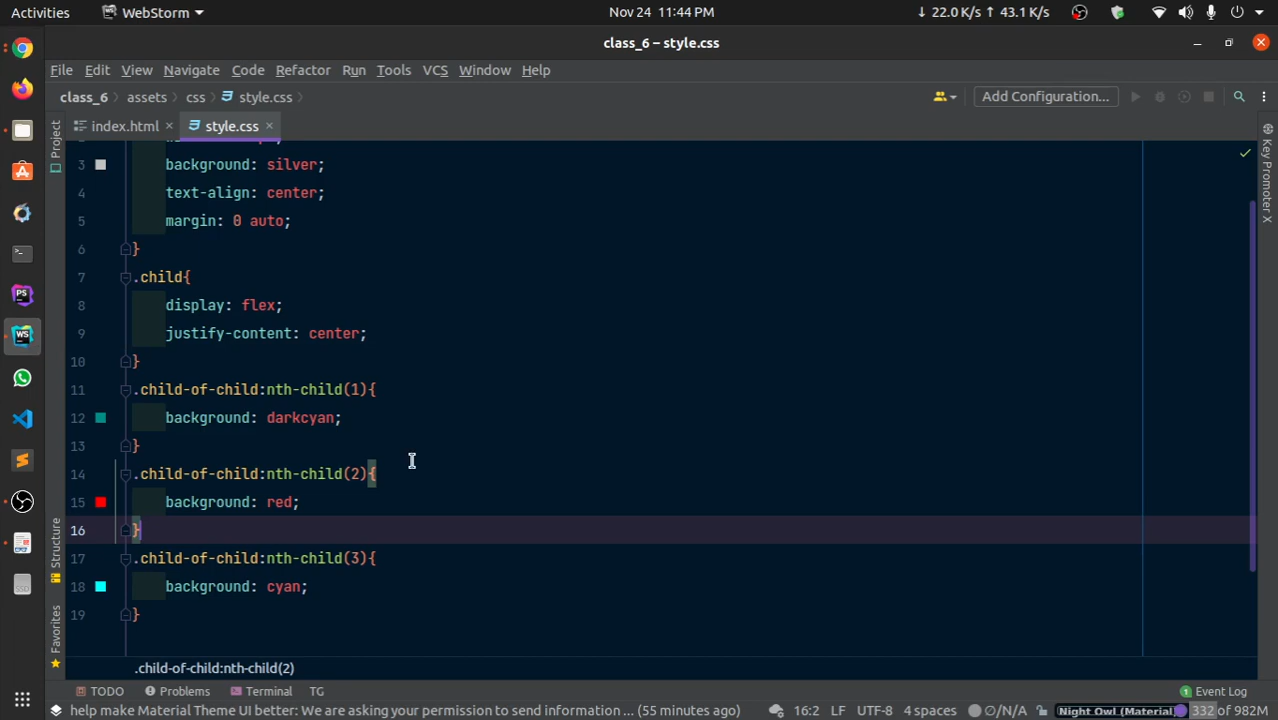 Activities WebStorm Nov 24 11:44 PM ↓ 22.0 K/s ↑ 43.1 K/s
class_6 – style.css
File Edit View Navigate Code Refactor Run Tools VCS Window Help
class_6 assets css style.css Add Configuration...
index.html style.css
Project
Key Promoter X
3 background: silver;
4 text-align: center;
5 margin: 0 auto;
6 }
7 .child{
8 display: flex;
9 justify-content: center;
10 }
11 .child-of-child:nth-child(1){
12 background: darkcyan;
13 }
14 .child-of-child:nth-child(2){
15 background: red;
16 }
17 .child-of-child:nth-child(3){
18 background: cyan;
19 }
Structure
Favorites
.child-of-child:nth-child(2)
TODO Problems Terminal TG 1 Event Log
help make Material Theme UI better: We are asking your permission to send information ... (55 minutes ago) 16:2 LF UTF-8 4 spaces ∅/N/A Night Owl (Material) 332 of 982M